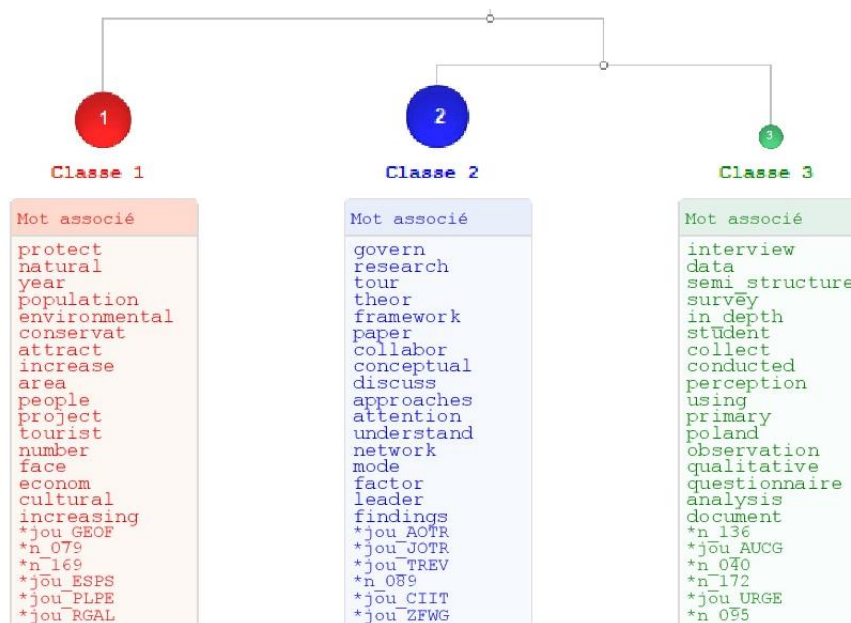 1
2
3
Classe 1
Classe 2
Classe 3
Mot associé
protect
natural
year
population
environmental
conservat
attract
increase
area
people
project
tourist
number
face
econom
cultural
increasing
*jou_GEOF
*n_079
*n_169
*jou_ESPS
*jou_PLPE
*jou_RGAL
Mot associé
govern
research
tour
theor
framework
paper
collabor
conceptual
discuss
approaches
attention
understand
network
mode
factor
leader
findings
*jou_AOTR
*jou_JOTR
*jou_TREV
*n_089
*jou_CIIT
*jou_ZFWG
Mot associé
interview
data
semi_structure
survey
in_depth
student
collect
conducted
perception
using
primary
poland
observation
qualitative
questionnaire
analysis
document
*n_136
*jou_AUCG
*n_040
*n_172
*jou_URGE
*n_095